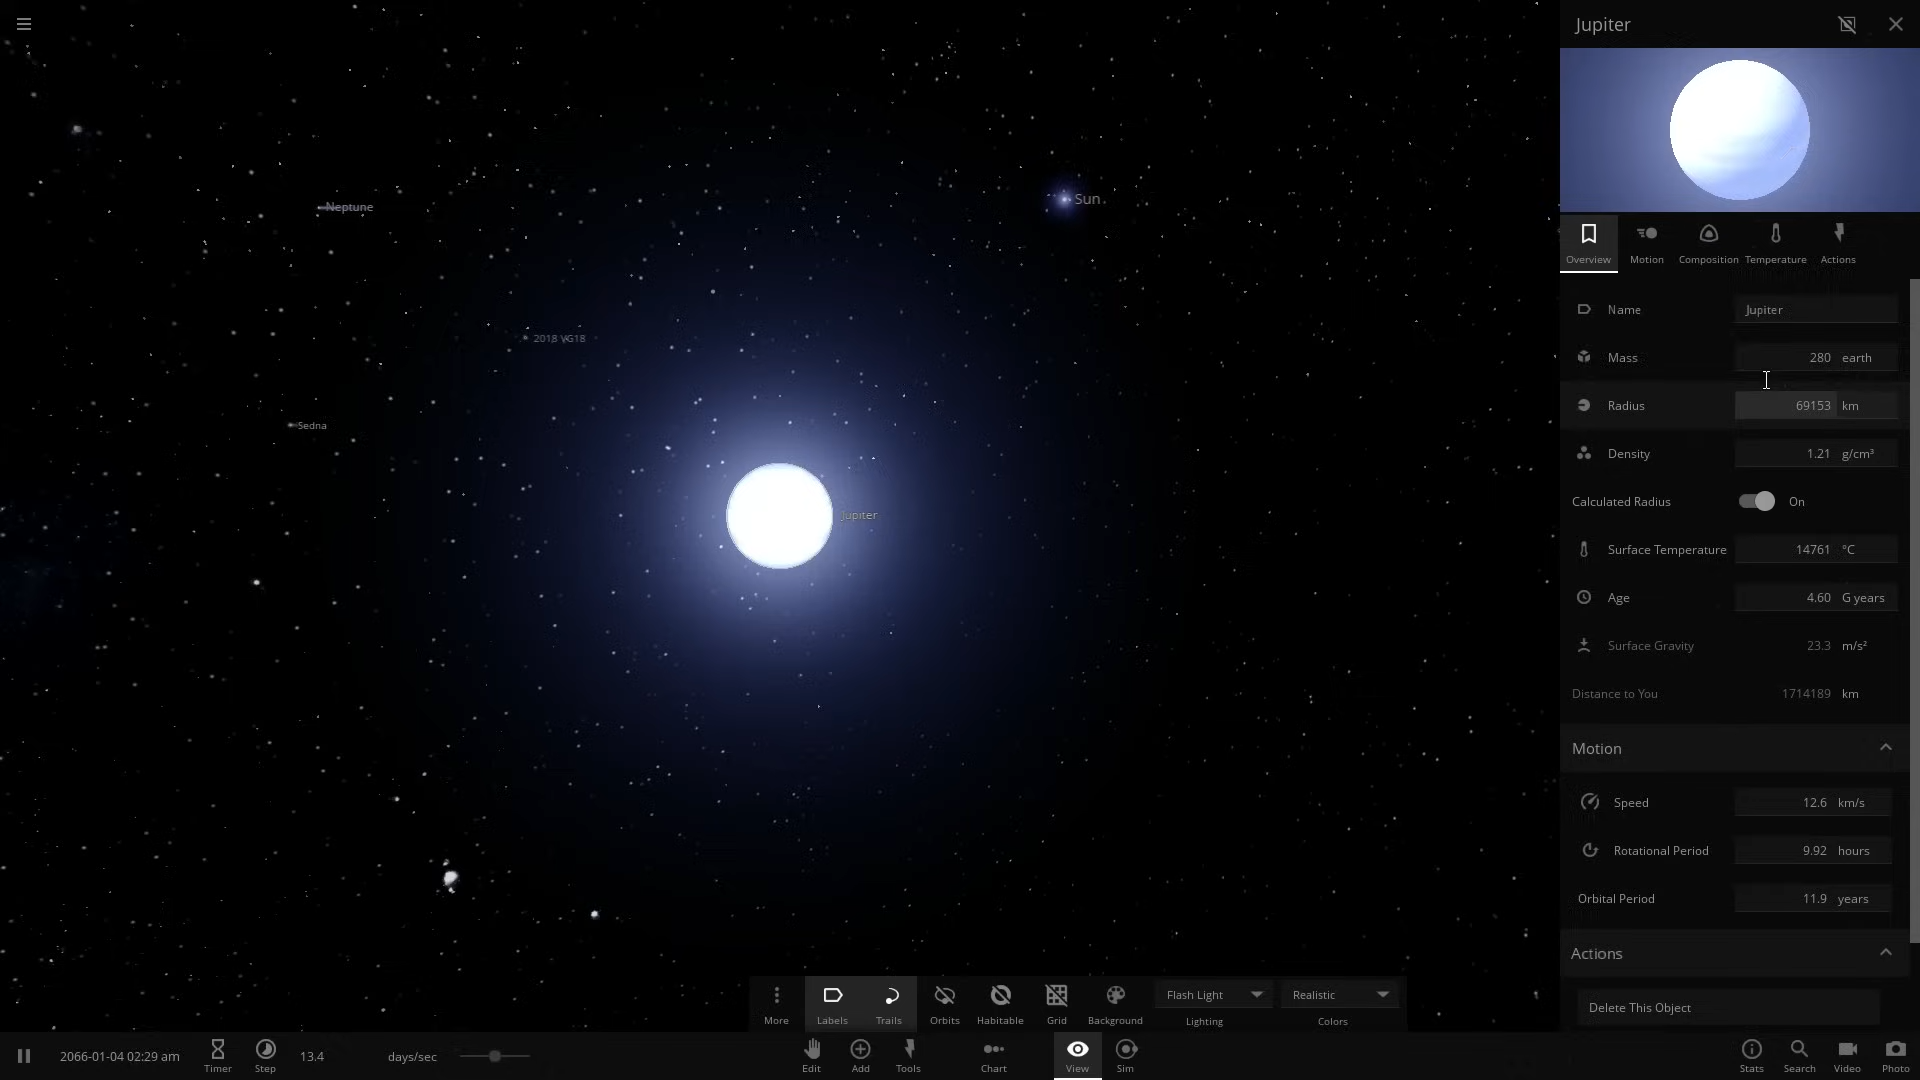 Jupiter
Neptune
Sun
2018 VG18
Sedna
Jupiter
Overview
Motion
Composition
Temperature
Actions
Name Jupiter
Mass 280 earth
Radius 69153 km
Density 1.21 g/cm³
Calculated Radius On
Surface Temperature 14761 °C
Age 4.60 G years
Surface Gravity 23.3 m/s²
Distance to You 1714189 km
Motion
Speed 12.6 km/s
Rotational Period 9.92 hours
Orbital Period 11.9 years
Actions
Delete This Object
More
Labels
Trails
Orbits
Habitable
Grid
Background
Flash Light
Lighting
Realistic
Colors
2066-01-04 02:29 am
Timer
Step
13.4 days/sec
Edit
Add
Tools
Chart
View
Sim
Stats
Search
Video
Photo